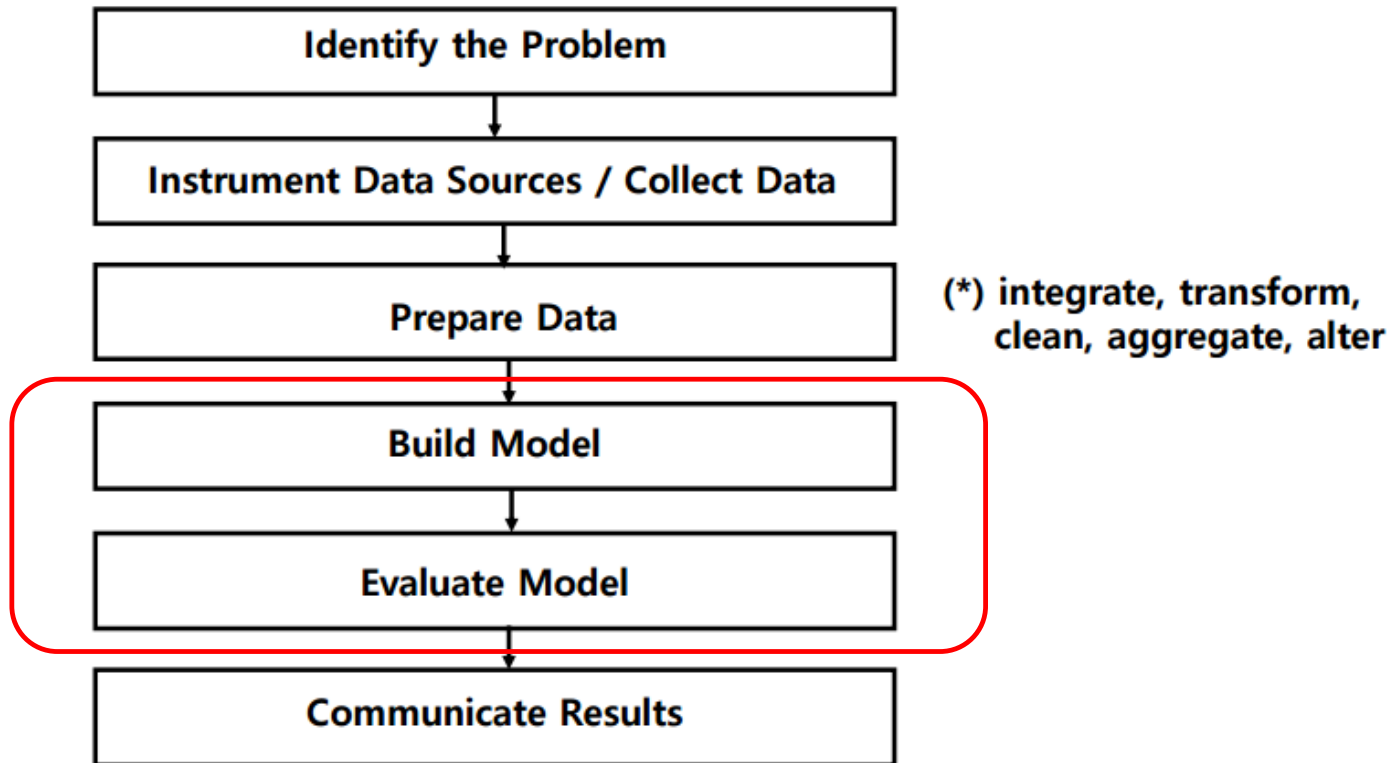 Identify the Problem
Instrument Data Sources / Collect Data
Prepare Data
(*) integrate, transform,
clean, aggregate, alter
Build Model
Evaluate Model
Communicate Results